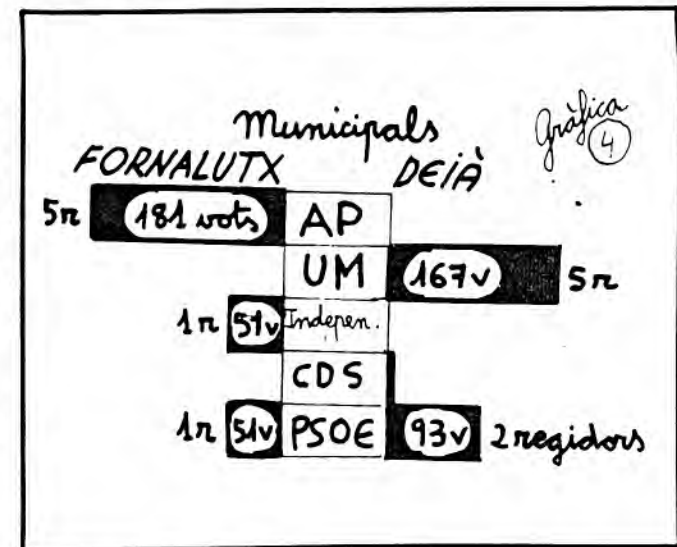 Municipals
Gràfica
4
FORNALUTX DEIÀ
5r 181 vots AP
UM 167v 5r
1r 51v Indepen.
CDS
1r 51v PSOE 93v 2 regidors